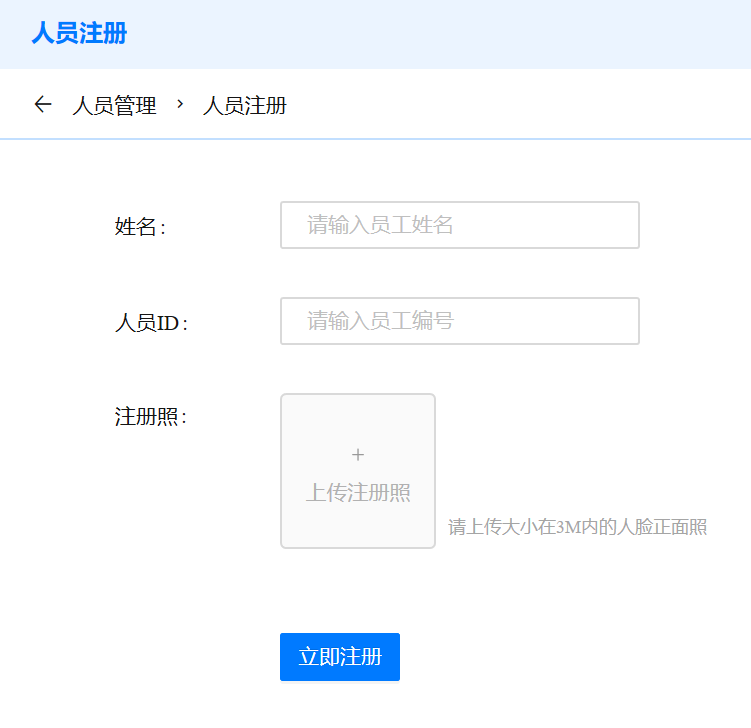 人员注册
← 人员管理 > 人员注册
姓名: 请输入员工姓名
人员ID: 请输入员工编号
注册照:
+
上传注册照
请上传大小在3M内的人脸正面照
立即注册